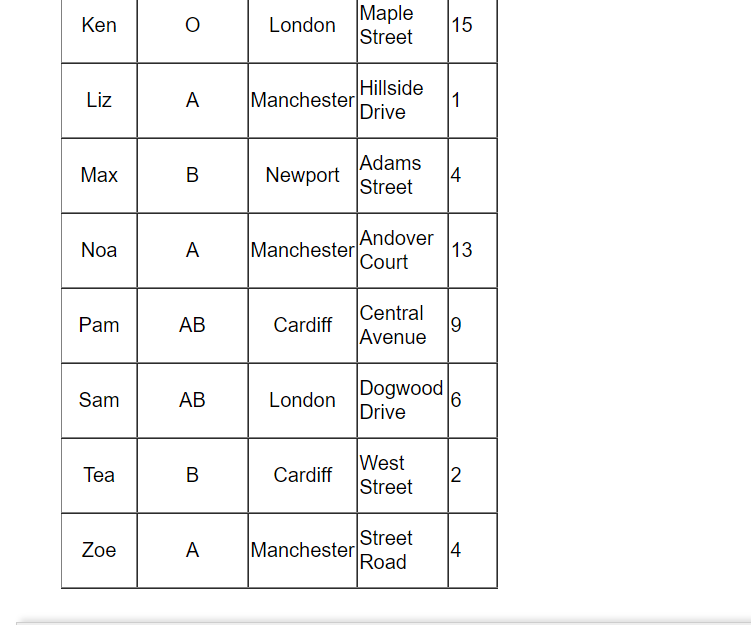 Ken O London Maple Street 15
Liz A Manchester Hillside Drive 1
Max B Newport Adams Street 4
Noa A Manchester Andover Court 13
Pam AB Cardiff Central Avenue 9
Sam AB London Dogwood Drive 6
Tea B Cardiff West Street 2
Zoe A Manchester Street Road 4